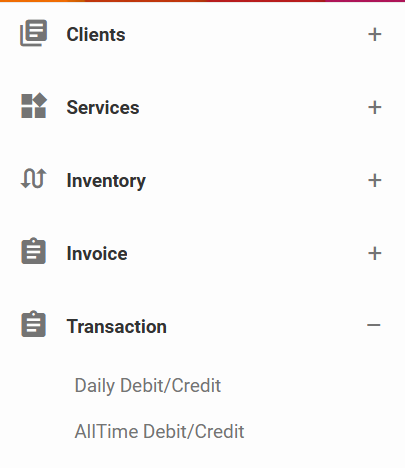 Clients +
Services +
Inventory +
Invoice +
Transaction −
Daily Debit/Credit
AllTime Debit/Credit